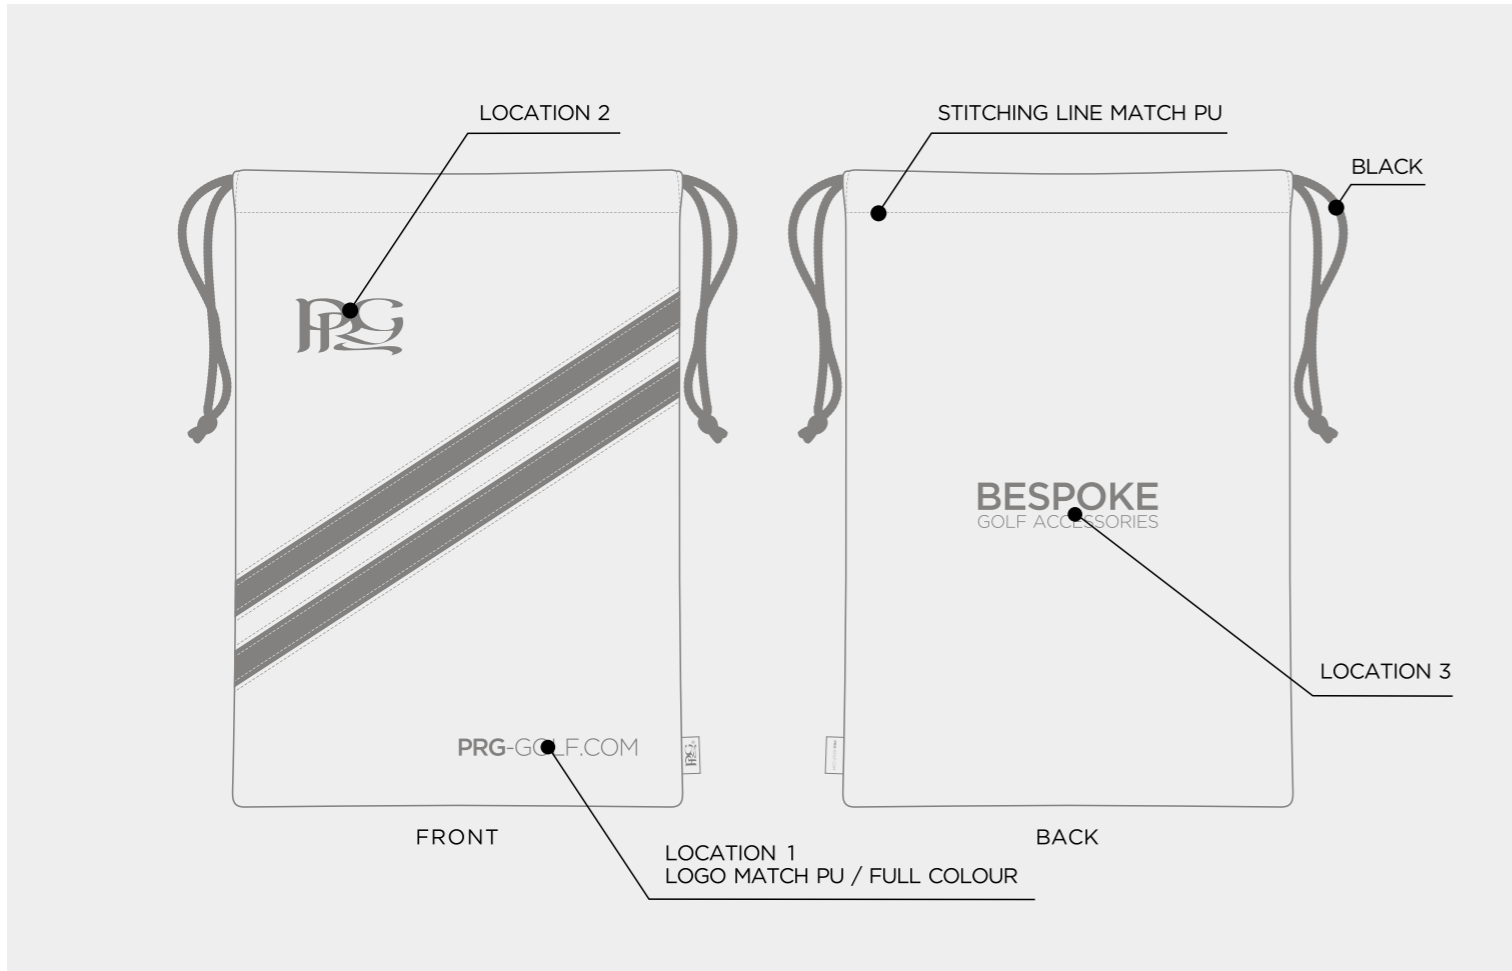 LOCATION 2
STITCHING LINE MATCH PU
BLACK
PRG
BESPOKE
GOLF ACCESSORIES
LOCATION 3
PRG-GOLF.COM
PRG
FRONT
BACK
LOCATION 1
LOGO MATCH PU / FULL COLOUR